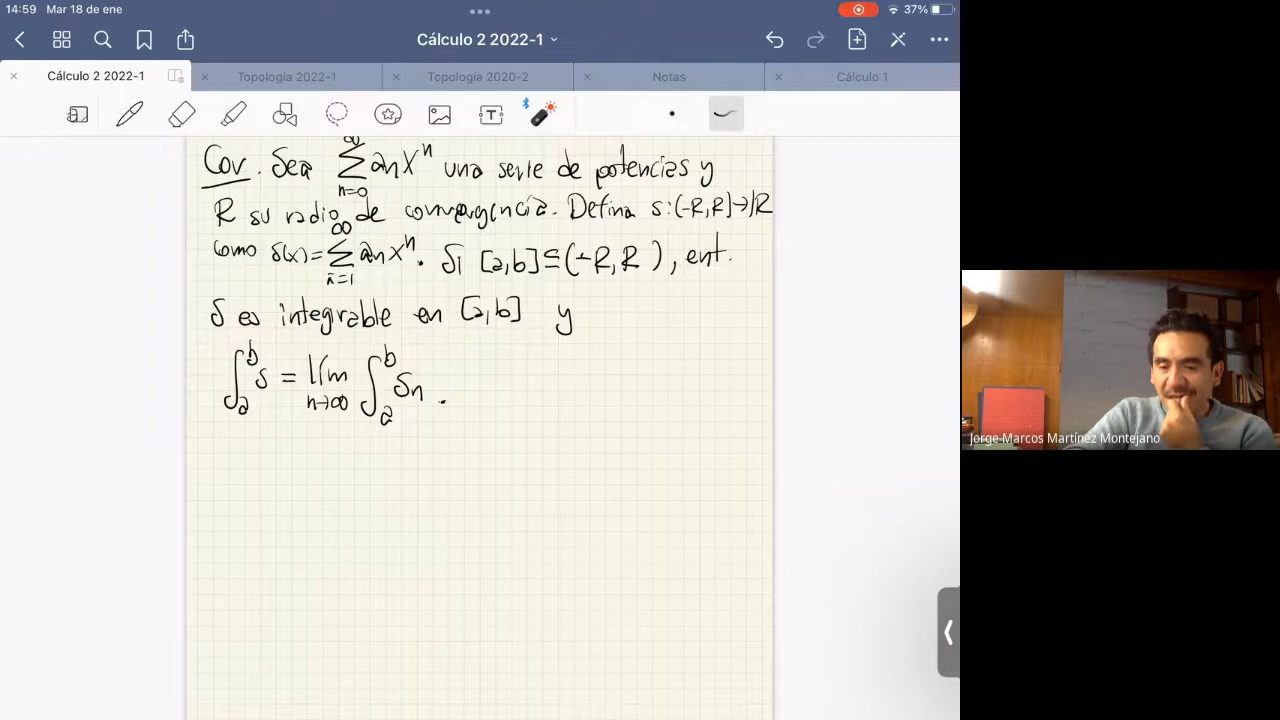 14:59 Mar 18 de ene
37%
Cálculo 2 2022-1
Cálculo 2 2022-1
Topología 2022-1
Topología 2020-2
Notas
Cálculo 1
Cor. Sea ∑_{n=0}^{∞} anxⁿ una serie de potencias y
R su radio de convergencia. Defina s:(-R,R)→ℝ
como s(x)=∑_{n=1}^{∞} anxⁿ. Si [a,b]⊆(-R,R), ent.
s es integrable en [a,b] y
∫_a^b s = lím_{n→∞} ∫_a^b sn.
Jorge-Marcos Martínez Montejano